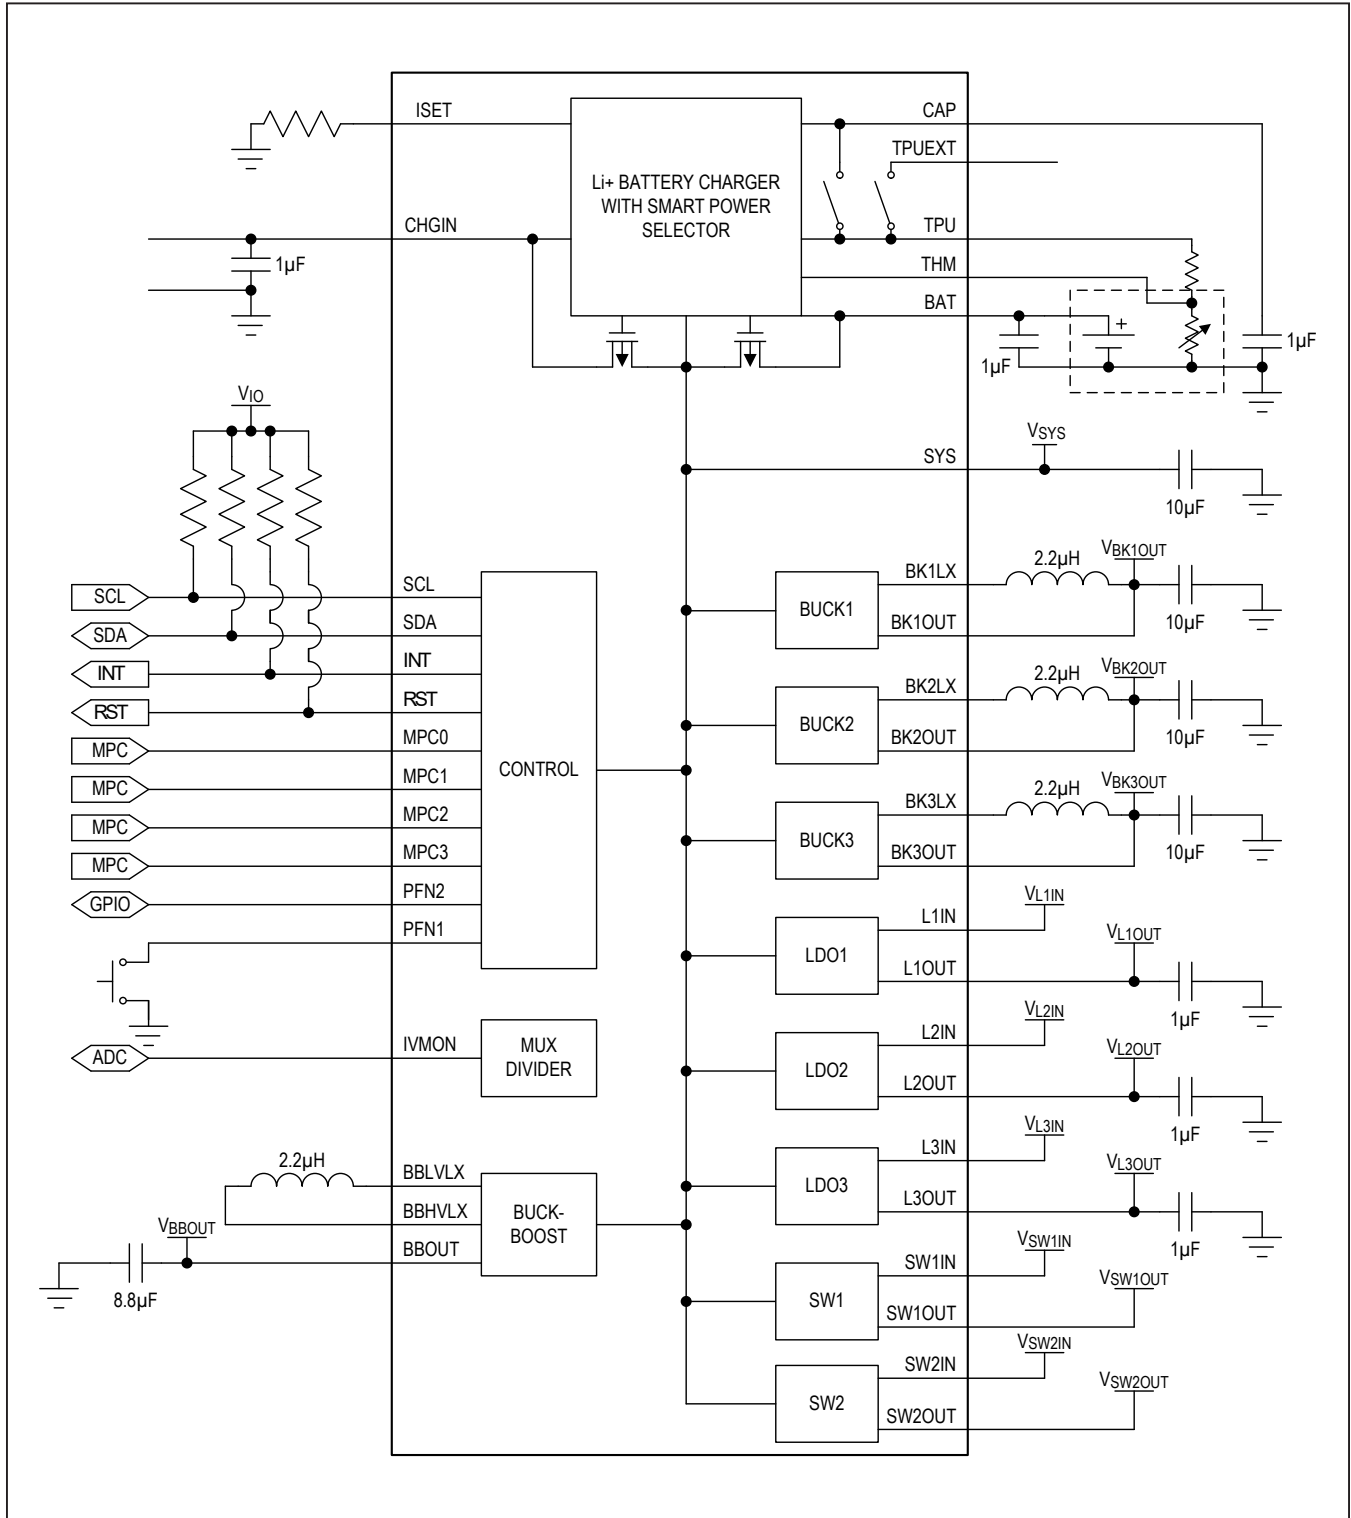 ISET
CAP
TPUEXT
Li+ BATTERY CHARGER
WITH SMART POWER
SELECTOR
CHGIN
TPU
1µF
THM
BAT
+
1µF
1µF
VIO
VSYS
SYS
10µF
SCL
SCL
SDA
SDA
INT
INT
RST
RST
MPC
MPC0
MPC
MPC1
MPC
MPC2
MPC
MPC3
GPIO
PFN2
PFN1
CONTROL
BUCK1
BK1LX
BK1OUT
2.2µH
VBK1OUT
10µF
BUCK2
BK2LX
BK2OUT
2.2µH
VBK2OUT
10µF
BUCK3
BK3LX
BK3OUT
2.2µH
VBK3OUT
10µF
LDO1
L1IN
L1OUT
VL1IN
VL1OUT
1µF
ADC
IVMON
MUX
DIVIDER
LDO2
L2IN
L2OUT
VL2IN
VL2OUT
1µF
LDO3
L3IN
L3OUT
VL3IN
VL3OUT
1µF
2.2µH
BBLVLX
BBHVLX
BBOUT
BUCK-
BOOST
VBBOUT
8.8µF
SW1
SW1IN
SW1OUT
VSW1IN
VSW1OUT
SW2
SW2IN
SW2OUT
VSW2IN
VSW2OUT